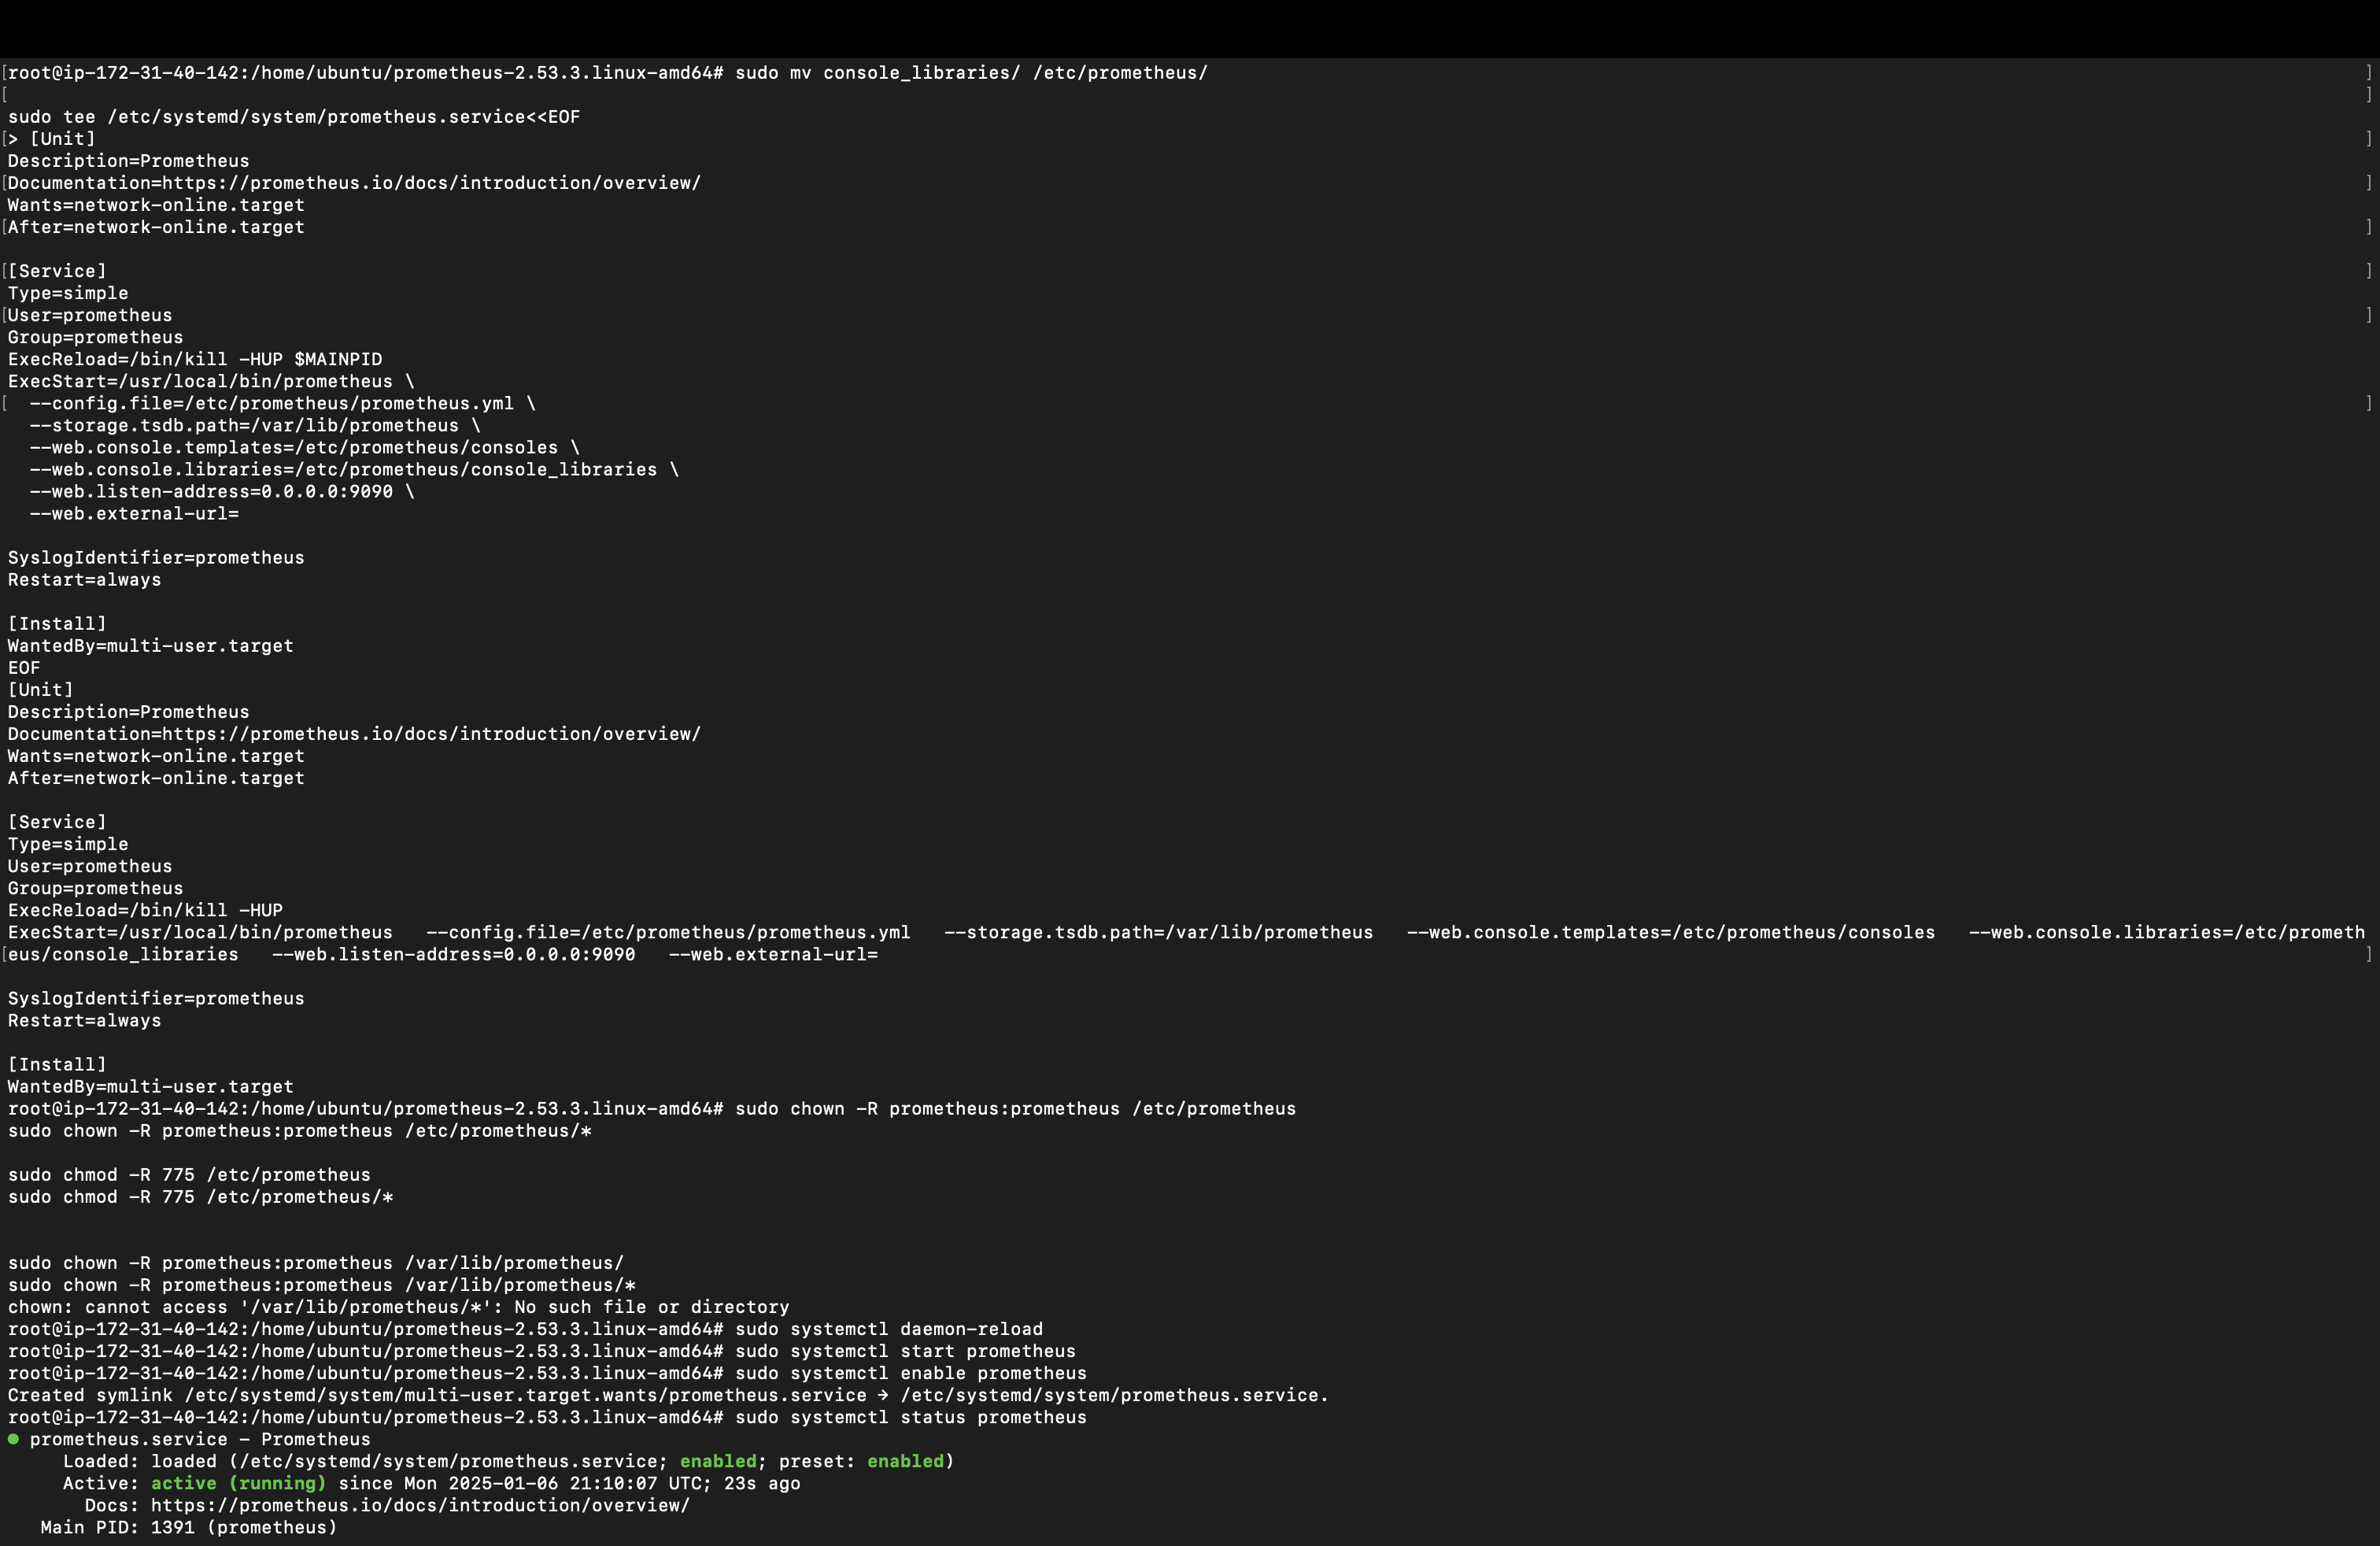 [root@ip-172-31-40-142:/home/ubuntu/prometheus-2.53.3.linux-amd64# sudo mv console_libraries/ /etc/prometheus/ ]
[ ]
sudo tee /etc/systemd/system/prometheus.service<<EOF
[> [Unit] ]
Description=Prometheus
[Documentation=https://prometheus.io/docs/introduction/overview/ ]
Wants=network-online.target
[After=network-online.target ]
[[Service] ]
Type=simple
[User=prometheus ]
Group=prometheus
ExecReload=/bin/kill -HUP $MAINPID
ExecStart=/usr/local/bin/prometheus \
[  --config.file=/etc/prometheus/prometheus.yml \ ]
  --storage.tsdb.path=/var/lib/prometheus \
  --web.console.templates=/etc/prometheus/consoles \
  --web.console.libraries=/etc/prometheus/console_libraries \
  --web.listen-address=0.0.0.0:9090 \
  --web.external-url=
SyslogIdentifier=prometheus
Restart=always
[Install]
WantedBy=multi-user.target
EOF
[Unit]
Description=Prometheus
Documentation=https://prometheus.io/docs/introduction/overview/
Wants=network-online.target
After=network-online.target
[Service]
Type=simple
User=prometheus
Group=prometheus
ExecReload=/bin/kill -HUP
ExecStart=/usr/local/bin/prometheus   --config.file=/etc/prometheus/prometheus.yml   --storage.tsdb.path=/var/lib/prometheus   --web.console.templates=/etc/prometheus/consoles   --web.console.libraries=/etc/prometh
[eus/console_libraries   --web.listen-address=0.0.0.0:9090   --web.external-url= ]
SyslogIdentifier=prometheus
Restart=always
[Install]
WantedBy=multi-user.target
root@ip-172-31-40-142:/home/ubuntu/prometheus-2.53.3.linux-amd64# sudo chown -R prometheus:prometheus /etc/prometheus
sudo chown -R prometheus:prometheus /etc/prometheus/*
sudo chmod -R 775 /etc/prometheus
sudo chmod -R 775 /etc/prometheus/*
sudo chown -R prometheus:prometheus /var/lib/prometheus/
sudo chown -R prometheus:prometheus /var/lib/prometheus/*
chown: cannot access '/var/lib/prometheus/*': No such file or directory
root@ip-172-31-40-142:/home/ubuntu/prometheus-2.53.3.linux-amd64# sudo systemctl daemon-reload
root@ip-172-31-40-142:/home/ubuntu/prometheus-2.53.3.linux-amd64# sudo systemctl start prometheus
root@ip-172-31-40-142:/home/ubuntu/prometheus-2.53.3.linux-amd64# sudo systemctl enable prometheus
Created symlink /etc/systemd/system/multi-user.target.wants/prometheus.service → /etc/systemd/system/prometheus.service.
root@ip-172-31-40-142:/home/ubuntu/prometheus-2.53.3.linux-amd64# sudo systemctl status prometheus
● prometheus.service - Prometheus
     Loaded: loaded (/etc/systemd/system/prometheus.service; enabled; preset: enabled)
     Active: active (running) since Mon 2025-01-06 21:10:07 UTC; 23s ago
       Docs: https://prometheus.io/docs/introduction/overview/
   Main PID: 1391 (prometheus)